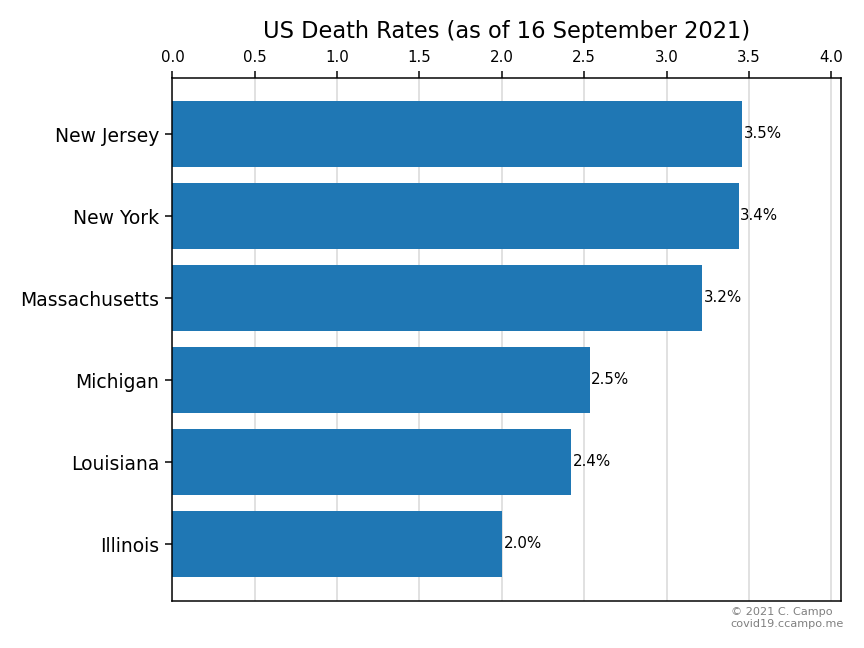 US Death Rates (as of 16 September 2021)
0.0 0.5 1.0 1.5 2.0 2.5 3.0 3.5 4.0
New Jersey 3.5%
New York 3.4%
Massachusetts 3.2%
Michigan 2.5%
Louisiana 2.4%
Illinois 2.0%
© 2021 C. Campo
covid19.ccampo.me